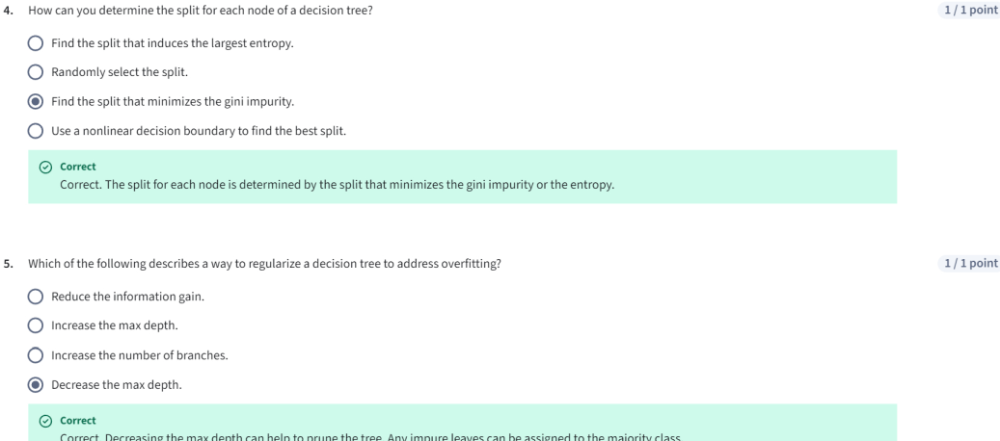 4. How can you determine the split for each node of a decision tree? 1 / 1 point
Find the split that induces the largest entropy.
Randomly select the split.
Find the split that minimizes the gini impurity.
Use a nonlinear decision boundary to find the best split.
Correct
Correct. The split for each node is determined by the split that minimizes the gini impurity or the entropy.
5. Which of the following describes a way to regularize a decision tree to address overfitting? 1 / 1 point
Reduce the information gain.
Increase the max depth.
Increase the number of branches.
Decrease the max depth.
Correct
Correct. Decreasing the max depth can help to prune the tree. Any impure leaves can be assigned to the majority class.